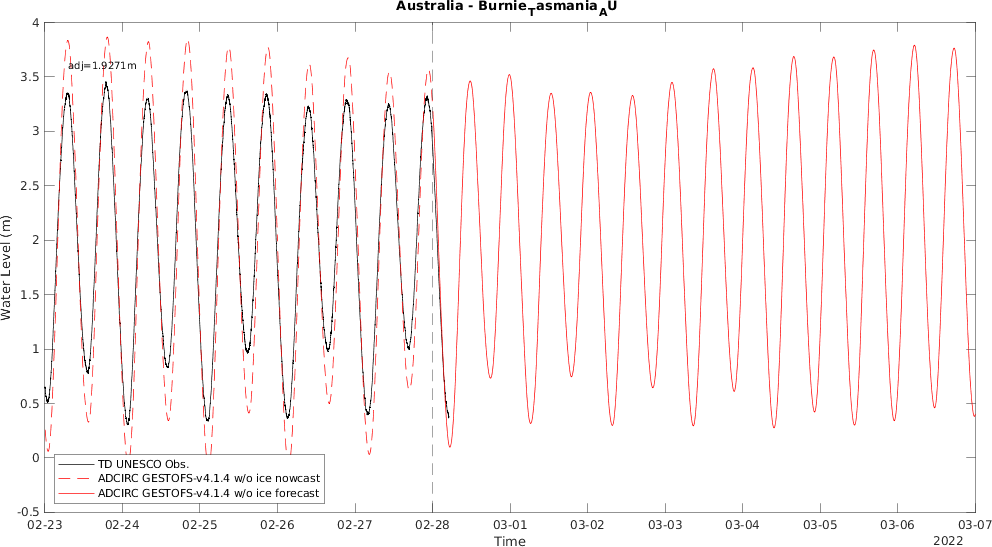 Australia - Burnie_Tasmania_AU
adj=1.9271m
4
3.5
3
2.5
2
1.5
1
0.5
0
-0.5
Water Level (m)
TD UNESCO Obs.
ADCIRC GESTOFS-v4.1.4 w/o ice nowcast
ADCIRC GESTOFS-v4.1.4 w/o ice forecast
02-23 02-24 02-25 02-26 02-27 02-28 03-01 03-02 03-03 03-04 03-05 03-06 03-07
Time
2022